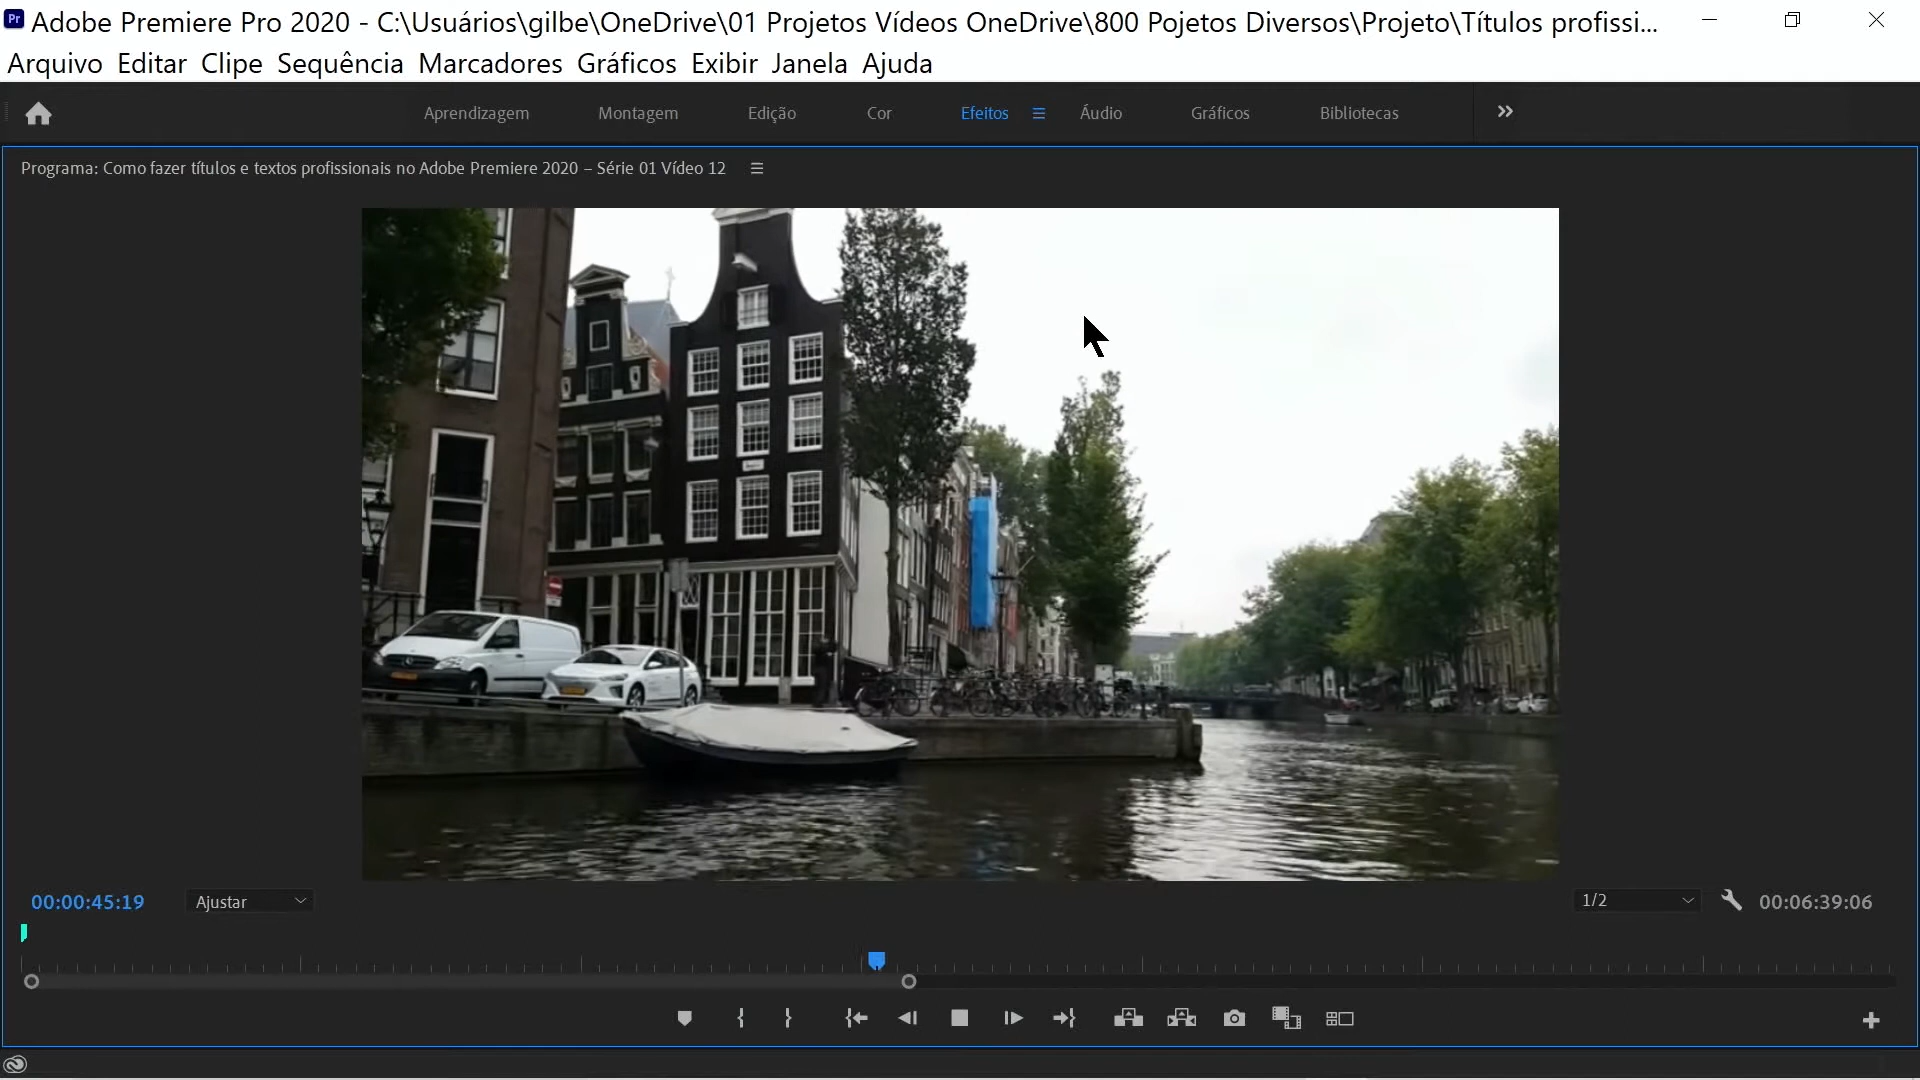 Pr Adobe Premiere Pro 2020 - C:\Usuários\gilbe\OneDrive\01 Projetos Vídeos OneDrive\800 Pojetos Diversos\Projeto\Títulos profissi...
Arquivo Editar Clipe Sequência Marcadores Gráficos Exibir Janela Ajuda
Aprendizagem Montagem Edição Cor Efeitos Áudio Gráficos Bibliotecas
Programa: Como fazer títulos e textos profissionais no Adobe Premiere 2020 – Série 01 Vídeo 12
00:00:45:19 Ajustar 1/2 00:06:39:06